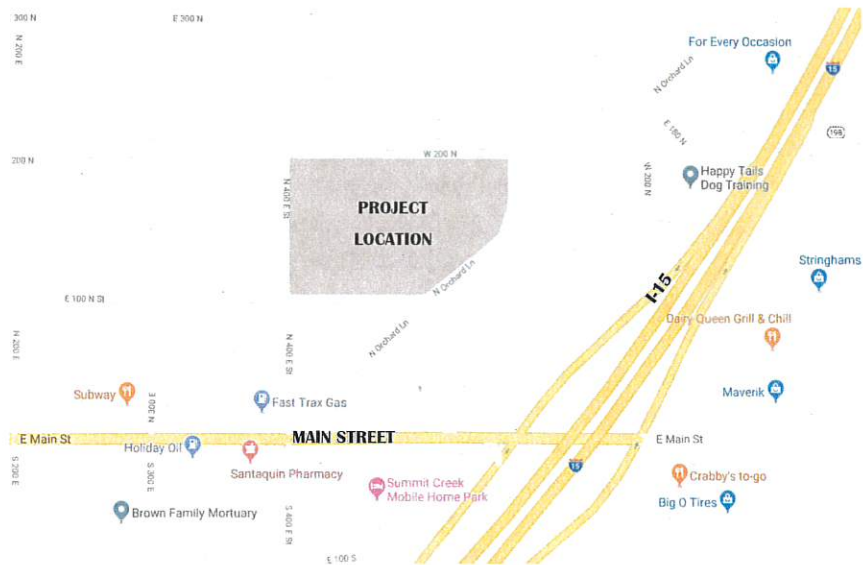 300 N
E 300 N
N 200 E
For Every Occasion
15
N Orchard Ln
198
E 180 N
W 200 N
200 N
N 400 E St
W 200 N
Happy Tails
Dog Training
PROJECT
LOCATION
Stringhams
N Orchard Ln
I-15
E 100 N St
Dairy Queen Grill & Chill
N 200 E
N 400 E St
N Orchard Ln
Subway
Fast Trax Gas
Maverik
E Main St
MAIN STREET
E Main St
Holiday Oil
Santaquin Pharmacy
S 200 E
S 300 E
15
Summit Creek
Mobile Home Park
Crabby's to-go
Big O Tires
Brown Family Mortuary
S 400 E St
E 100 S